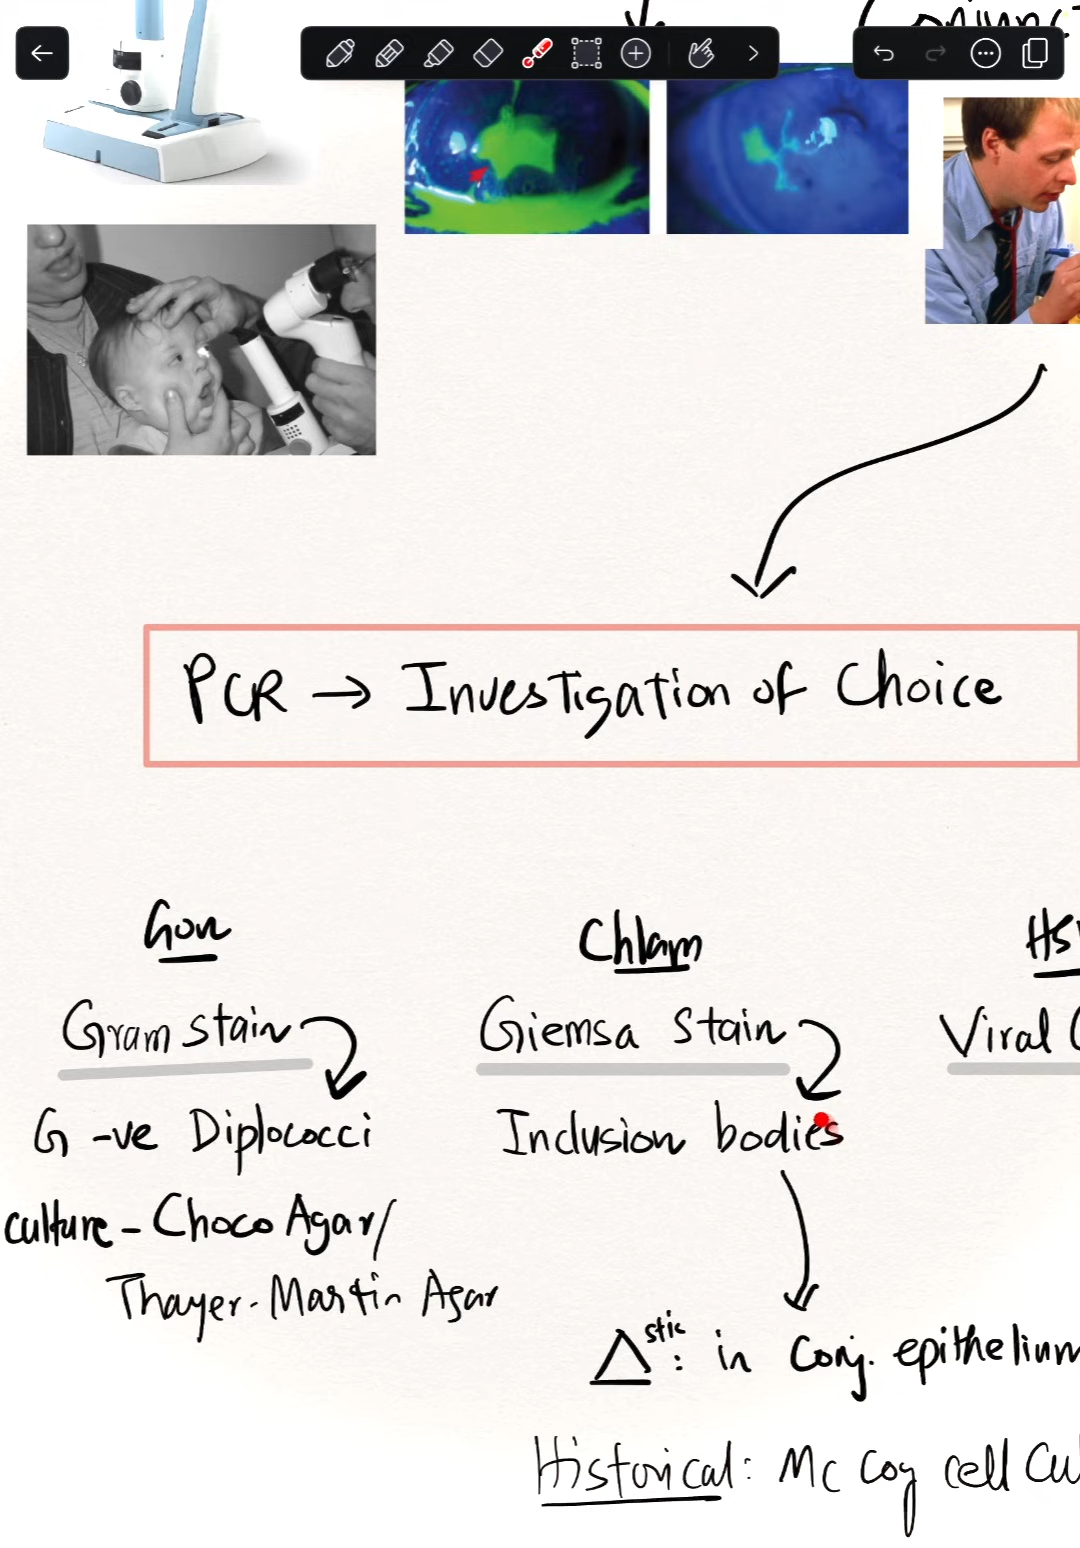 PCR → Investigation of Choice
Gon
Gram stain
G -ve Diplococci
culture - Choco Agar/
Thayer-Martin Agar
Chlam
Giemsa Stain
Inclusion bodies
Δstic : in Conj. epithelium
Historical: Mc Coy cell
Viral